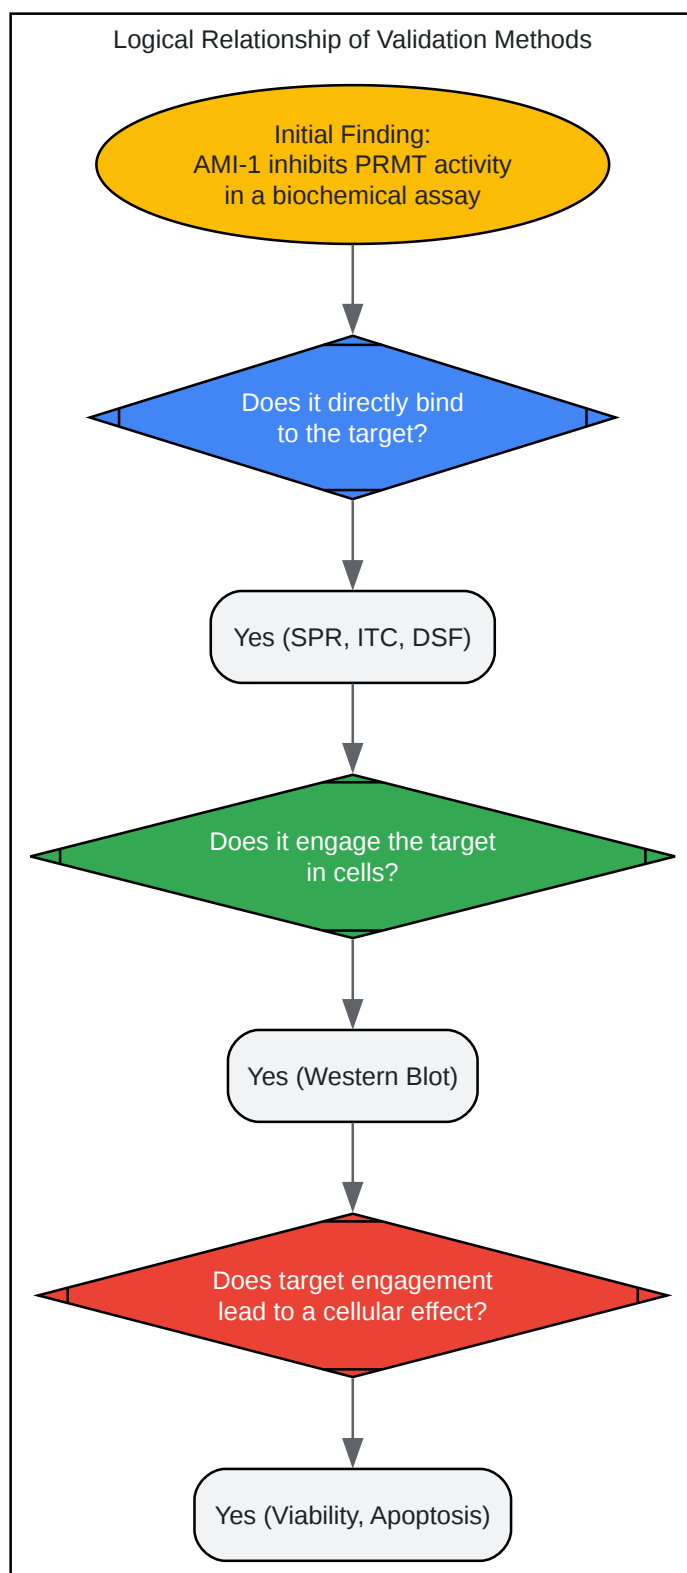 Logical Relationship of Validation Methods
Initial Finding:
AMI-1 inhibits PRMT activity
in a biochemical assay
Does it directly bind
to the target?
Yes (SPR, ITC, DSF)
Does it engage the target
in cells?
Yes (Western Blot)
Does target engagement
lead to a cellular effect?
Yes (Viability, Apoptosis)